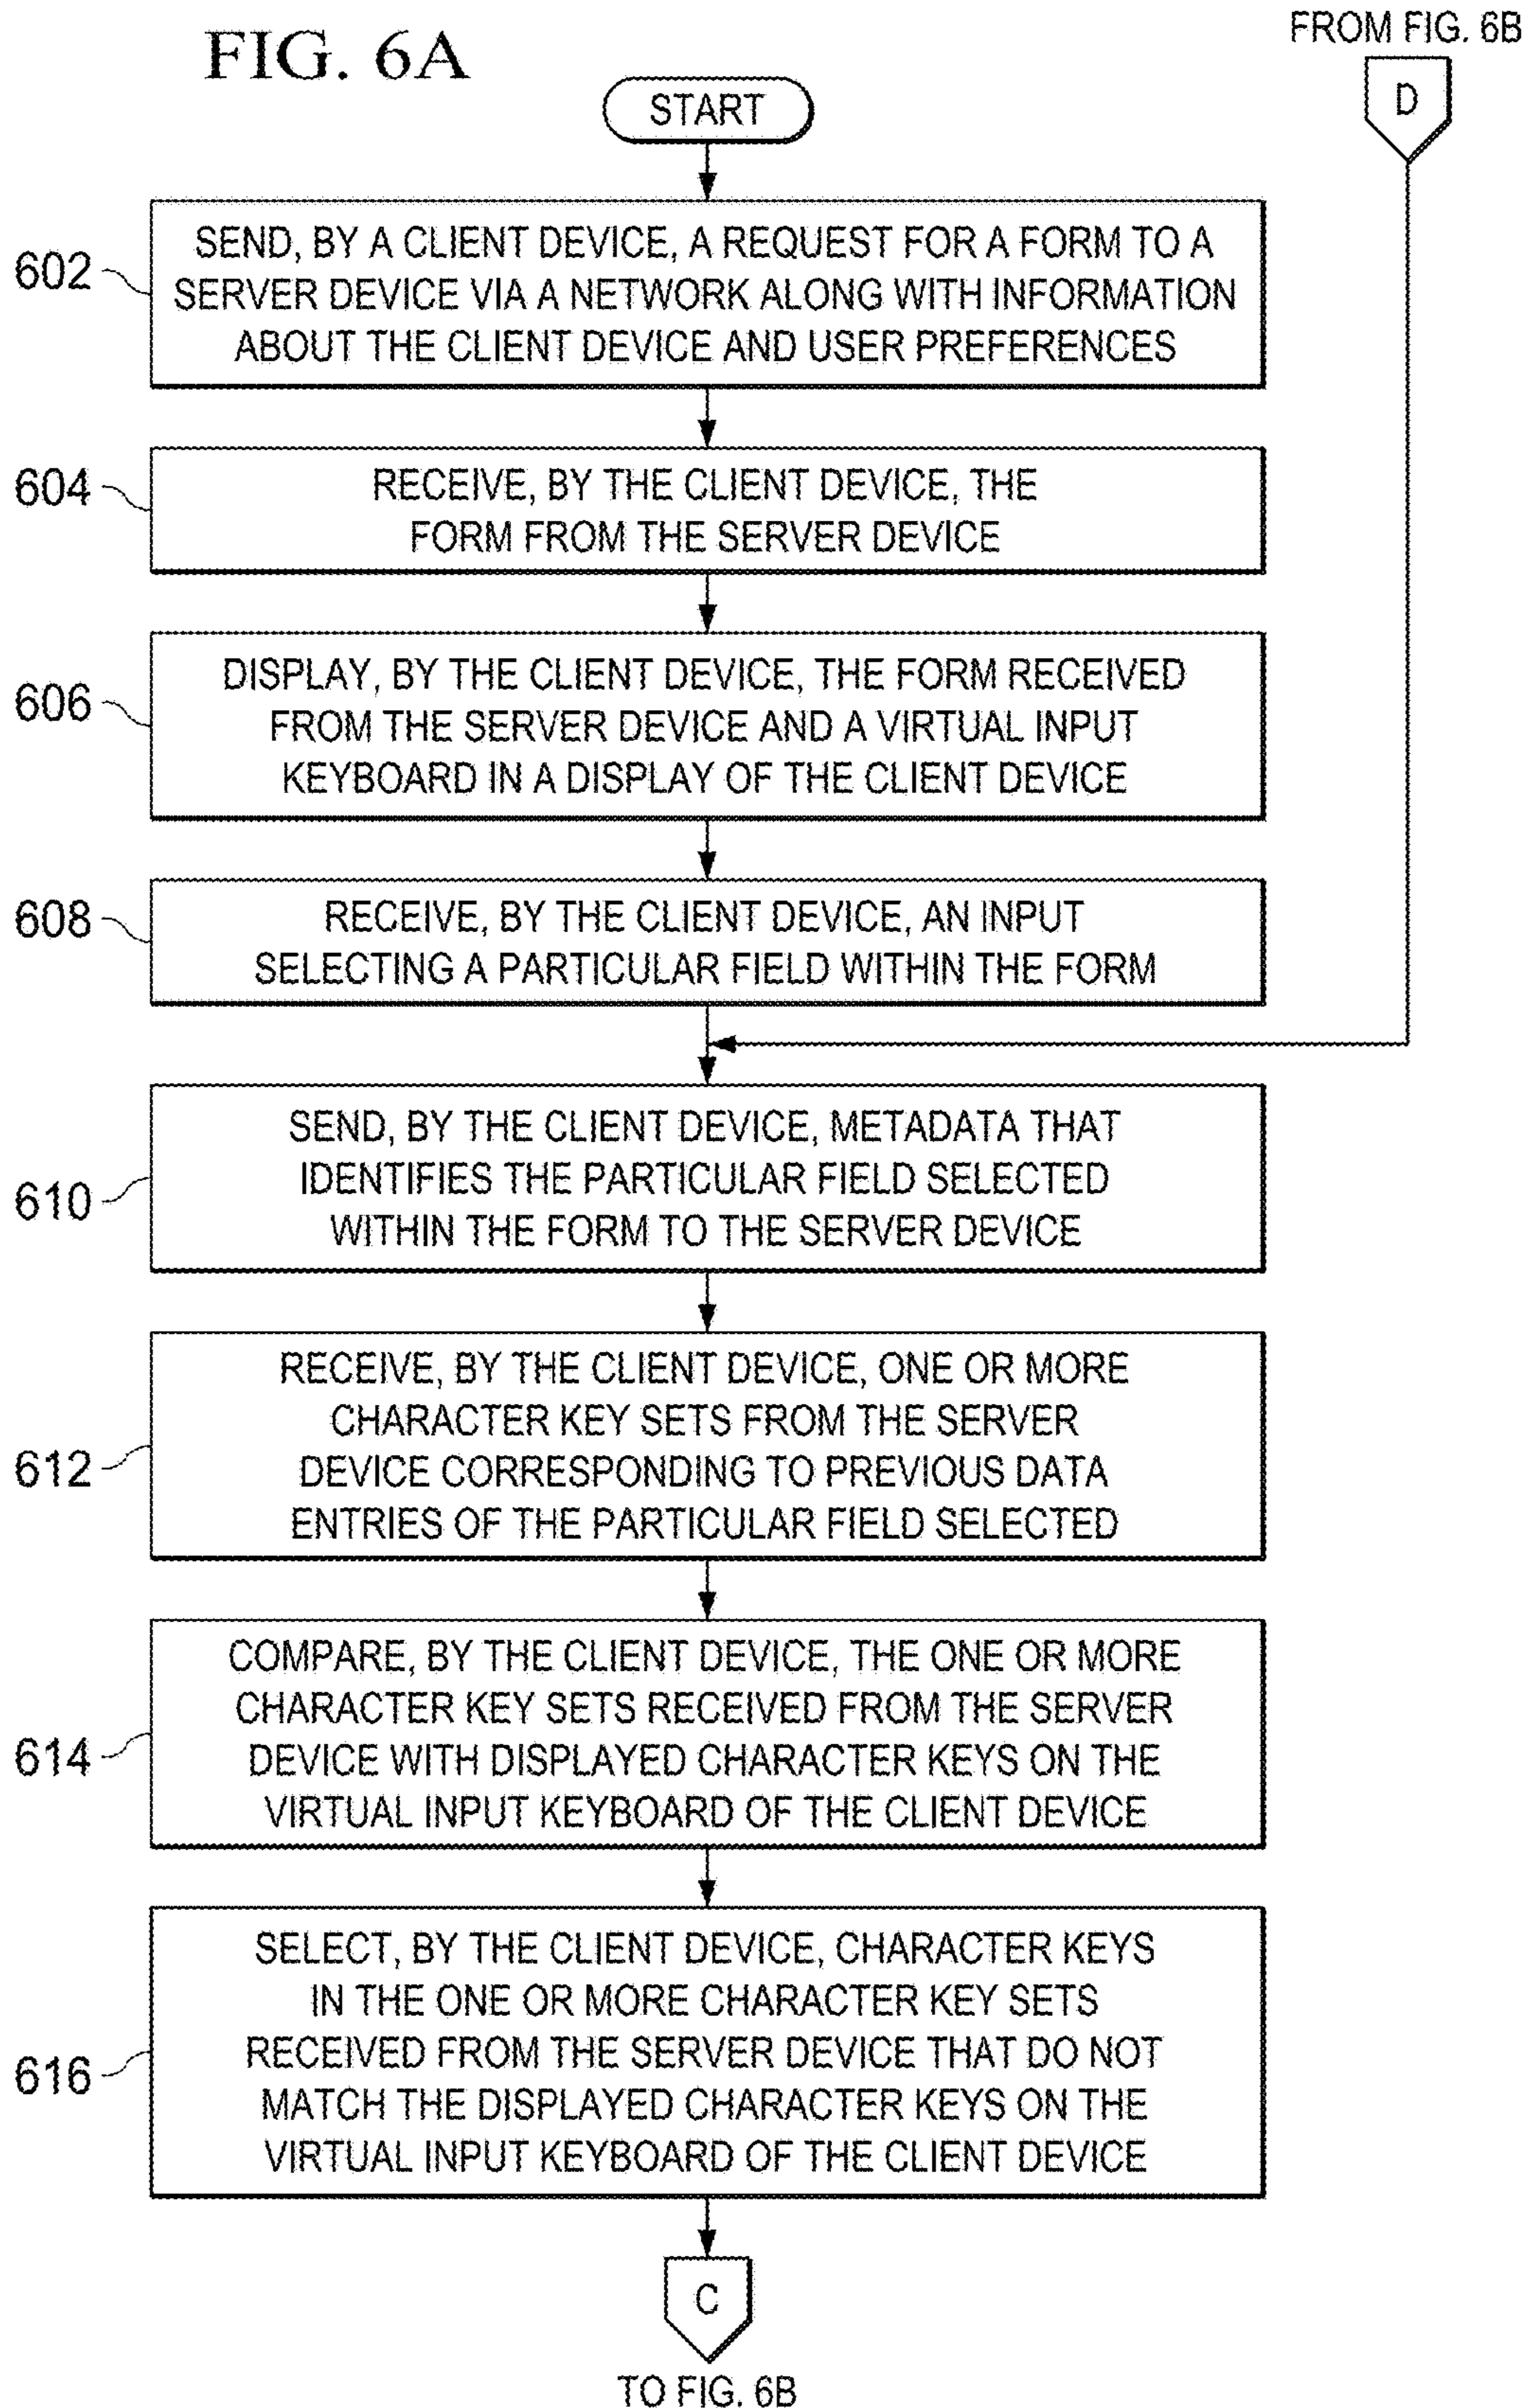 FIG. 6A
FROM FIG. 6B
D
START
602
SEND, BY A CLIENT DEVICE, A REQUEST FOR A FORM TO A
SERVER DEVICE VIA A NETWORK ALONG WITH INFORMATION
ABOUT THE CLIENT DEVICE AND USER PREFERENCES
604
RECEIVE, BY THE CLIENT DEVICE, THE
FORM FROM THE SERVER DEVICE
606
DISPLAY, BY THE CLIENT DEVICE, THE FORM RECEIVED
FROM THE SERVER DEVICE AND A VIRTUAL INPUT
KEYBOARD IN A DISPLAY OF THE CLIENT DEVICE
608
RECEIVE, BY THE CLIENT DEVICE, AN INPUT
SELECTING A PARTICULAR FIELD WITHIN THE FORM
610
SEND, BY THE CLIENT DEVICE, METADATA THAT
IDENTIFIES THE PARTICULAR FIELD SELECTED
WITHIN THE FORM TO THE SERVER DEVICE
612
RECEIVE, BY THE CLIENT DEVICE, ONE OR MORE
CHARACTER KEY SETS FROM THE SERVER
DEVICE CORRESPONDING TO PREVIOUS DATA
ENTRIES OF THE PARTICULAR FIELD SELECTED
614
COMPARE, BY THE CLIENT DEVICE, THE ONE OR MORE
CHARACTER KEY SETS RECEIVED FROM THE SERVER
DEVICE WITH DISPLAYED CHARACTER KEYS ON THE
VIRTUAL INPUT KEYBOARD OF THE CLIENT DEVICE
616
SELECT, BY THE CLIENT DEVICE, CHARACTER KEYS
IN THE ONE OR MORE CHARACTER KEY SETS
RECEIVED FROM THE SERVER DEVICE THAT DO NOT
MATCH THE DISPLAYED CHARACTER KEYS ON THE
VIRTUAL INPUT KEYBOARD OF THE CLIENT DEVICE
C
TO FIG. 6B